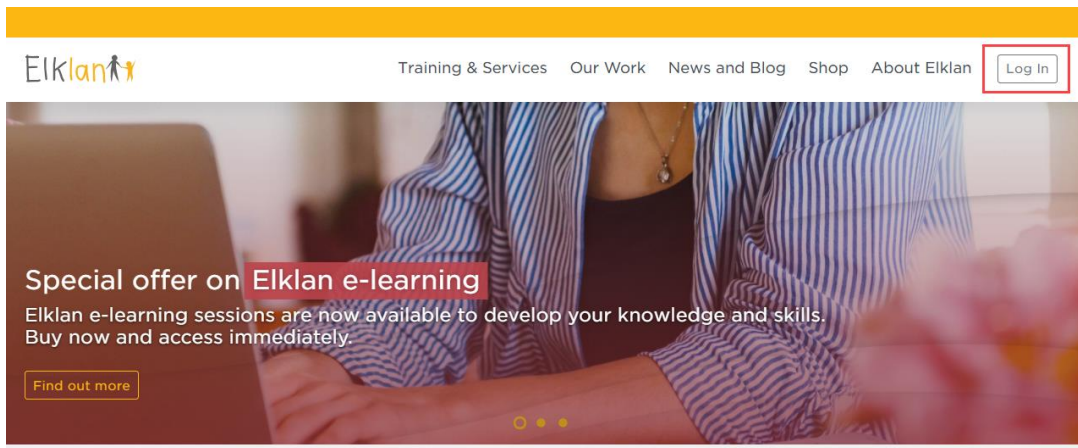 Elklan
Training & Services Our Work News and Blog Shop About Elklan Log In
Special offer on Elklan e-learning
Elklan e-learning sessions are now available to develop your knowledge and skills.
Buy now and access immediately.
Find out more